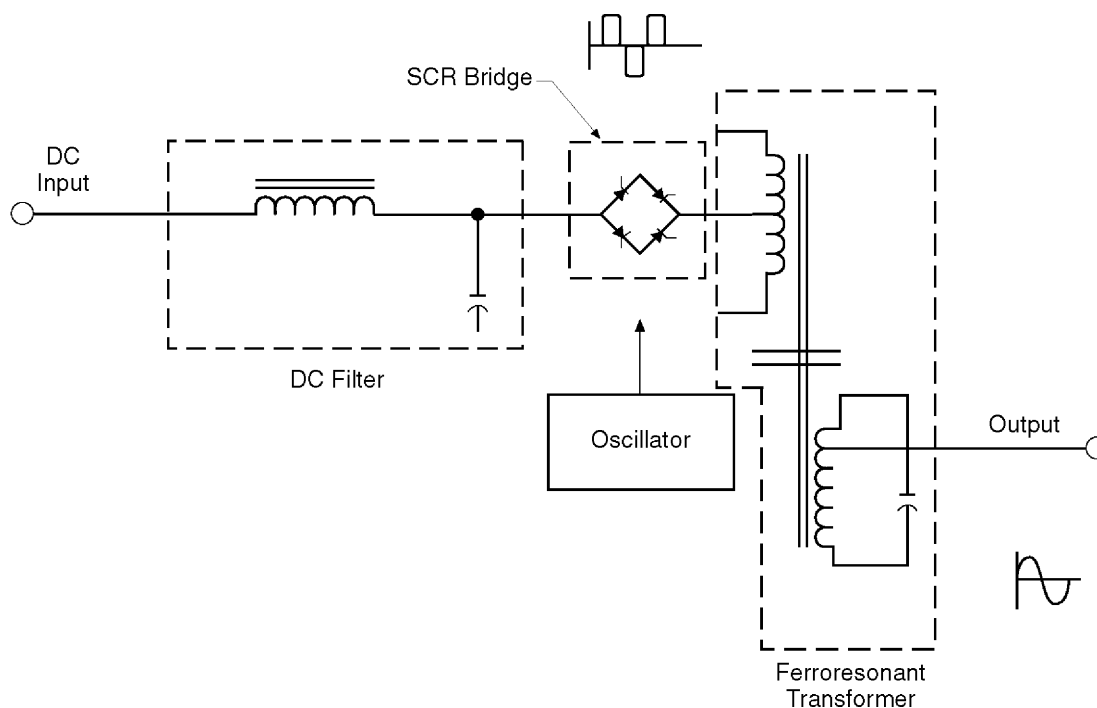 SCR Bridge
DC
Input
DC Filter
Oscillator
Output
Ferroresonant
Transformer